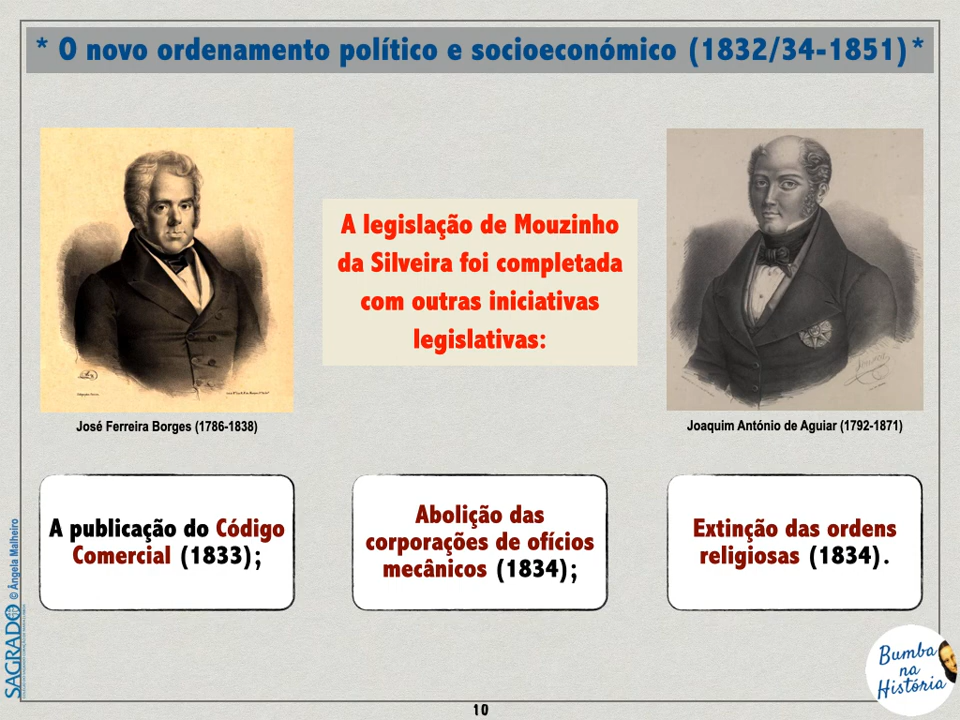 * O novo ordenamento político e socioeconómico (1832/34-1851)*
A legislação de Mouzinho
da Silveira foi completada
com outras iniciativas
legislativas:
José Ferreira Borges (1786-1838)
Joaquim António de Aguiar (1792-1871)
A publicação do Código
Comercial (1833);
Abolição das
corporações de ofícios
mecânicos (1834);
Extinção das ordens
religiosas (1834).
© Ângela Malheiro
SAGRADO
Bumba
na
História
10